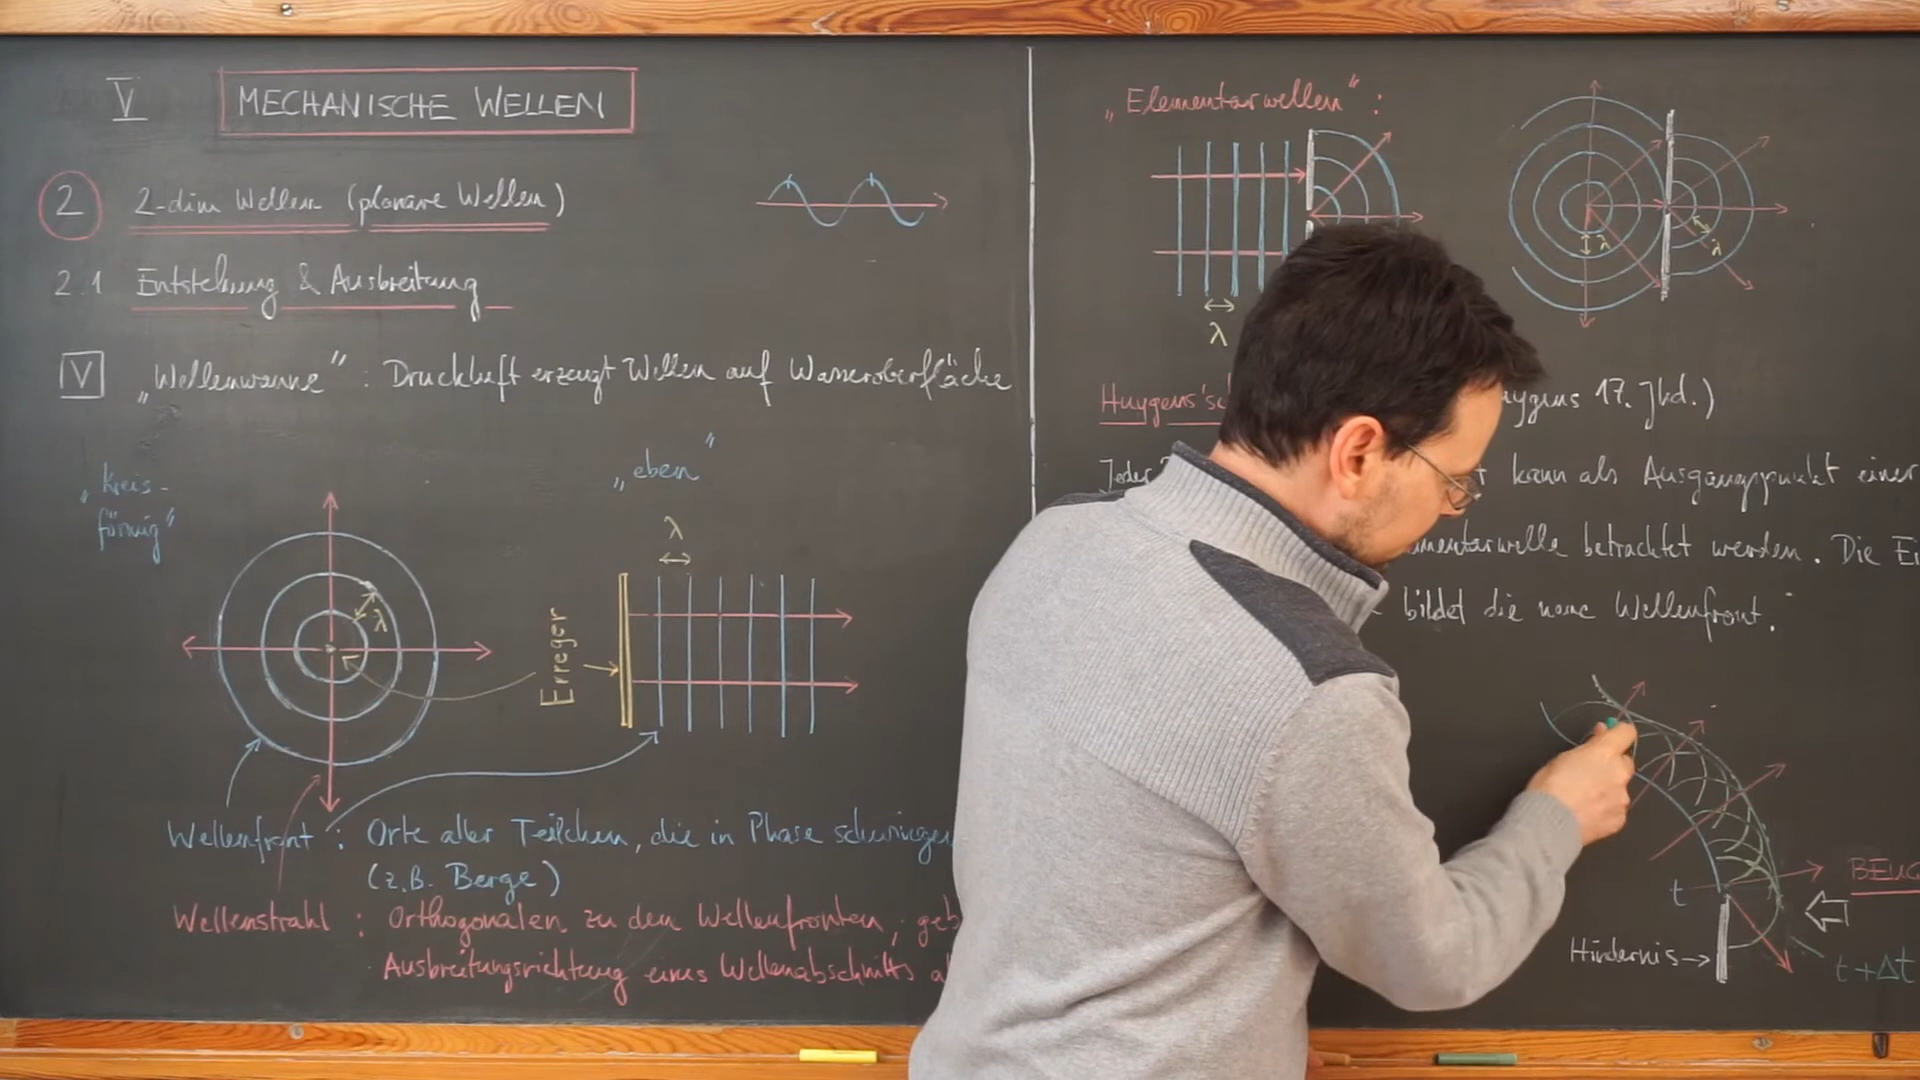 V MECHANISCHE WELLEN
2 2-dim Wellen (planare Wellen)
2.1 Entstehung & Ausbreitung
V „Wellenwanne“ : Druckluft erzeugt Wellen auf Wasseroberfläche
„Kreis-
förmig“
„eben“
λ
λ
Erreger
Wellenfront : Orte aller Teilchen, die in Phase schwingen
(z.B. Berge)
Wellenstrahl : Orthogonalen zu den Wellenfronten, geb
Ausbreitungsrichtung eines Wellenabschnitts a
„Elementarwellen“ :
λ
λ
λ
Huygens'sc ygens 17. Jhd.)
Jeder t kann als Ausgangspunkt einer
mentarwelle betrachtet werden. Die Ei
bildet die neue Wellenfront.
t
BEUG
Hindernis
t + Δt